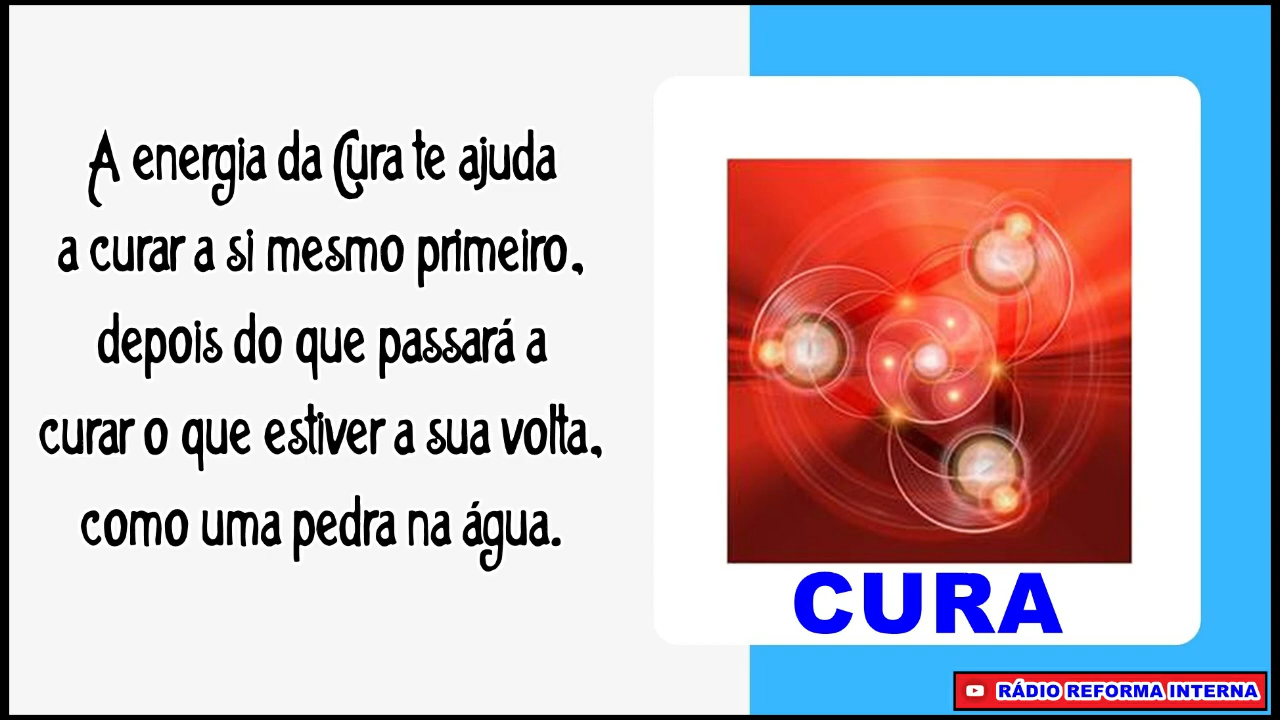 A energia da Cura te ajuda
a curar a si mesmo primeiro,
depois do que passará a
curar o que estiver a sua volta,
como uma pedra na água.
CURA
RÁDIO REFORMA INTERNA